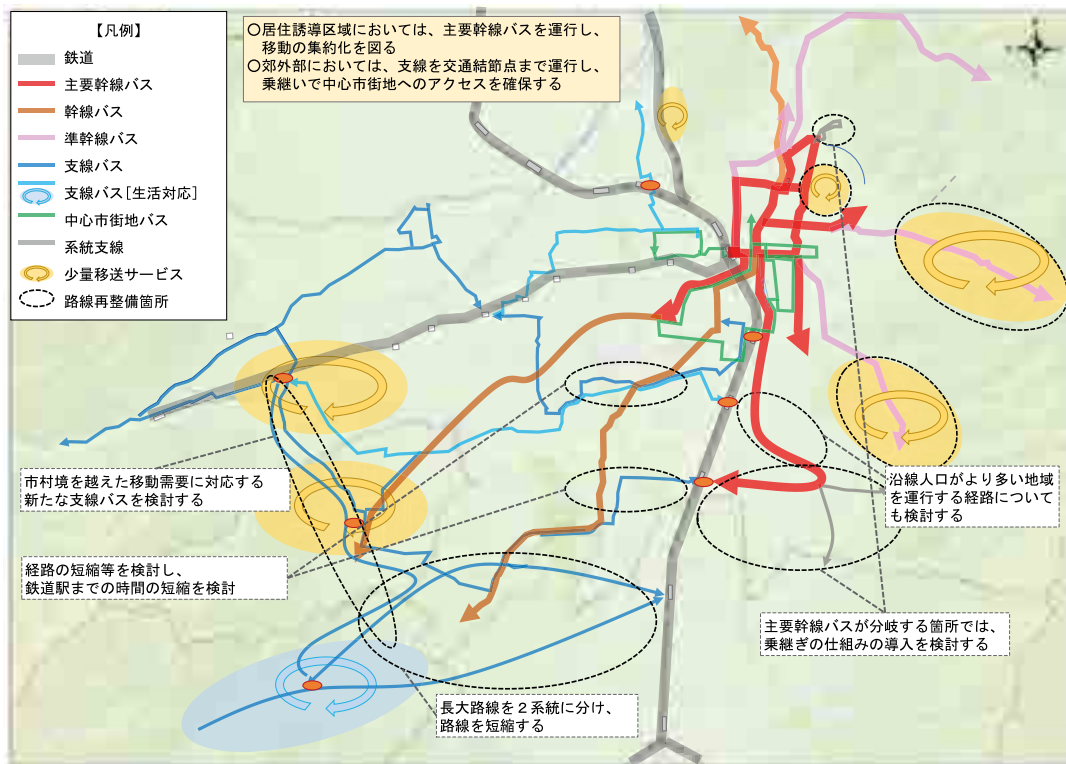 【凡例】
鉄道
主要幹線バス
幹線バス
準幹線バス
支線バス
支線バス[生活対応]
中心市街地バス
系統支線
少量移送サービス
路線再整備箇所
○居住誘導区域においては、主要幹線バスを運行し、
移動の集約化を図る
○郊外部においては、支線を交通結節点まで運行し、
乗継いで中心市街地へのアクセスを確保する
市村境を越えた移動需要に対応する
新たな支線バスを検討する
経路の短縮等を検討し、
鉄道駅までの時間の短縮を検討
長大路線を2系統に分け、
路線を短縮する
沿線人口がより多い地域
を運行する経路について
も検討する
主要幹線バスが分岐する箇所では、
乗継ぎの仕組みの導入を検討する